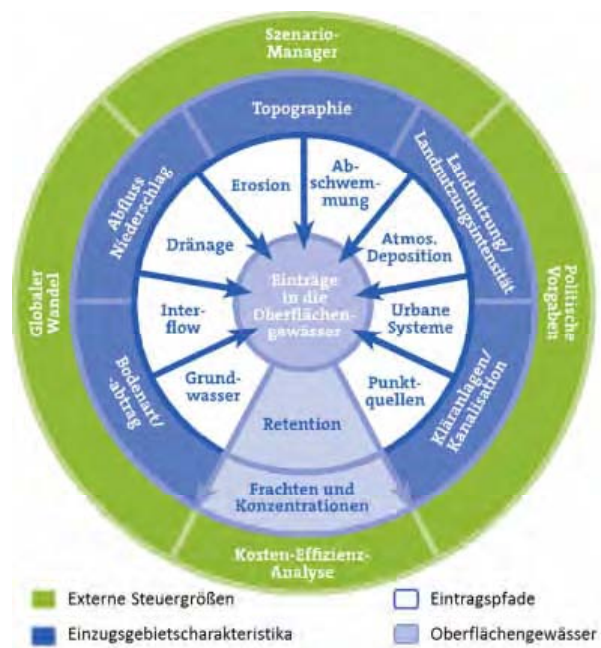 Szenario-
Manager
Topographie
Abfluss
Niederschlag
Landnutzung/
Landnutzungsintensität
Globaler
Wandel
Politische
Vorgaben
Erosion
Ab-
schwem-
mung
Dränage
Atmos.
Deposition
Einträge
in die
Oberflächen-
gewässer
Inter-
flow
Urbane
Systeme
Grund-
wasser
Punkt-
quellen
Bodenart/
-abtrag
Kläranlagen/
Kanalisation
Retention
Frachten und
Konzentrationen
Kosten-Effizienz-
Analyse
Externe Steuergrößen
Eintragspfade
Einzugsgebietscharakteristika
Oberflächengewässer